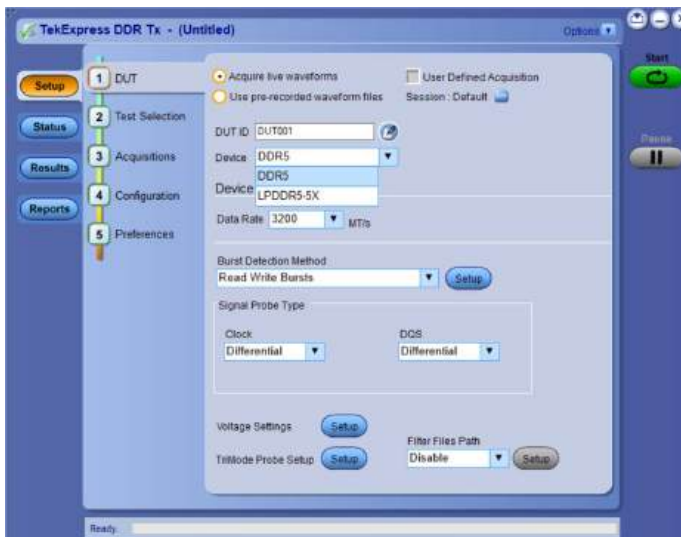 TekExpress DDR Tx - (Untitled)
Options
Start
Setup
Status
Results
Reports
1 DUT
2 Test Selection
3 Acquisitions
4 Configuration
5 Preferences
Acquire live waveforms
User Defined Acquisition
Use pre-recorded waveform files
Session : Default
DUT ID DUT001
Device DDR5
DDR5
Device
LPDDR5-5X
Data Rate 3200 MT/s
Burst Detection Method
Read Write Bursts
Setup
Signal Probe Type
Clock
DQS
Differential
Differential
Voltage Settings Setup
Filter Files Path
TriMode Probe Setup Setup
Disable
Setup
Pause
Ready.